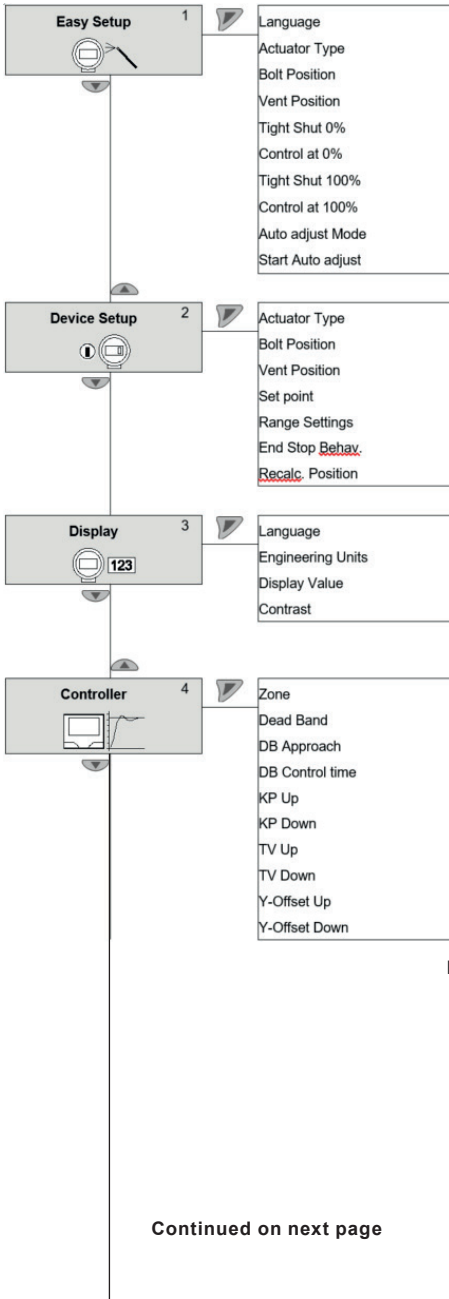 Easy Setup
1
Language
Actuator Type
Bolt Position
Vent Position
Tight Shut 0%
Control at 0%
Tight Shut 100%
Control at 100%
Auto adjust Mode
Start Auto adjust
Device Setup
2
Actuator Type
Bolt Position
Vent Position
Set point
Range Settings
End Stop Behav.
Recalc. Position
Display
3
123
Language
Engineering Units
Display Value
Contrast
Controller
4
Zone
Dead Band
DB Approach
DB Control time
KP Up
KP Down
TV Up
TV Down
Y-Offset Up
Y-Offset Down
Continued on next page